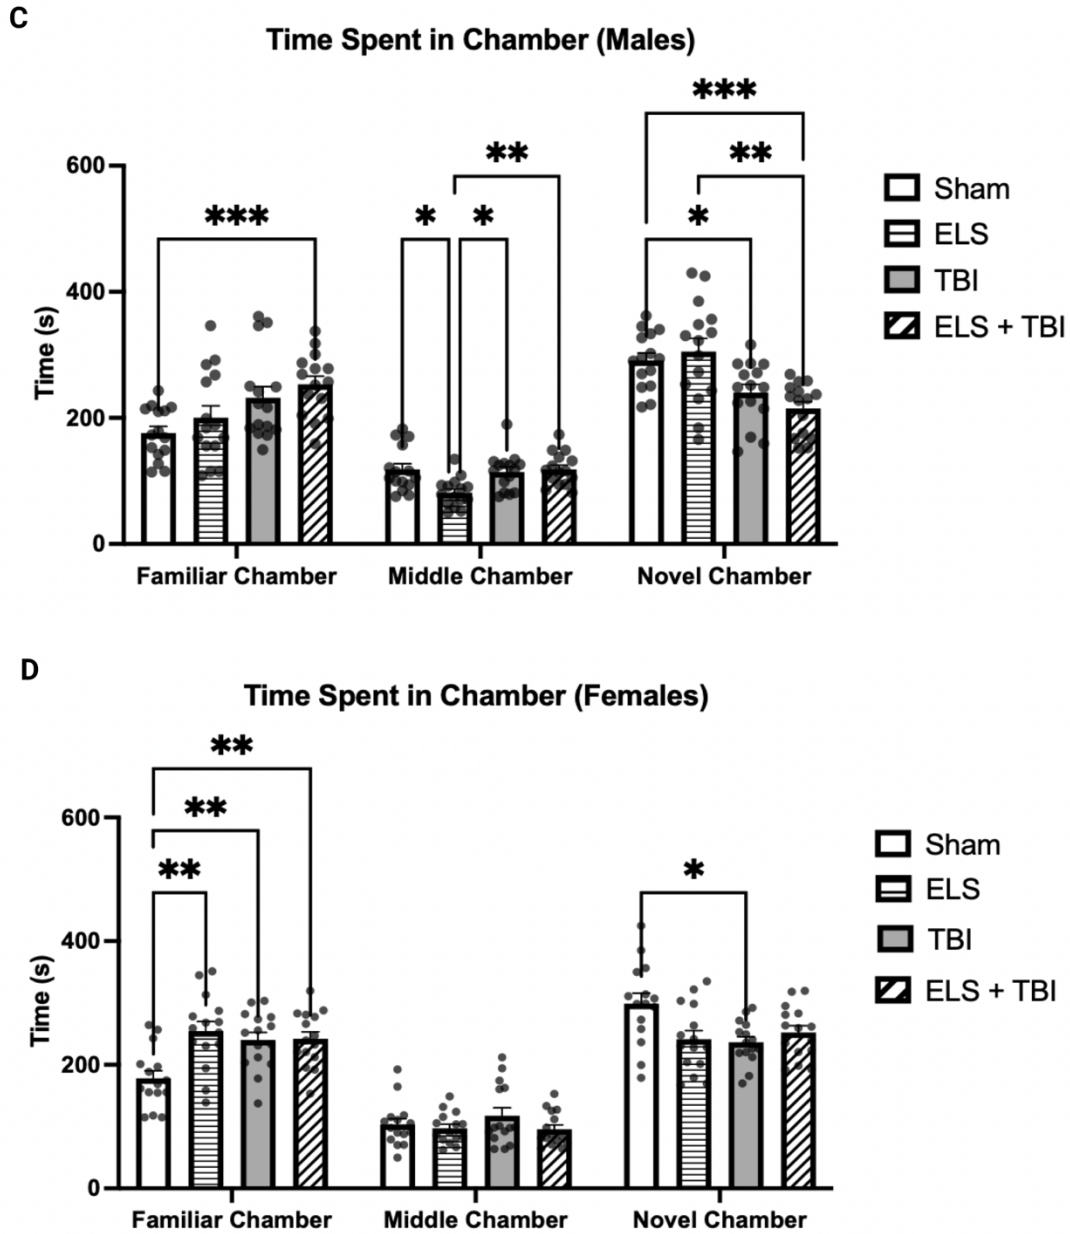 C
Time Spent in Chamber (Males)
***
** **
*** * * *
600
400
200
0
Time (s)
Familiar Chamber Middle Chamber Novel Chamber
Sham
ELS
TBI
ELS + TBI
D
Time Spent in Chamber (Females)
**
**
** *
600
400
200
0
Time (s)
Familiar Chamber Middle Chamber Novel Chamber
Sham
ELS
TBI
ELS + TBI